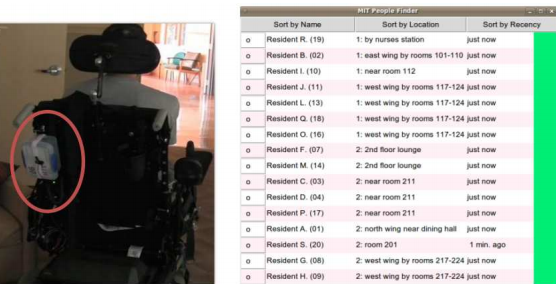 MIT People Finder
Sort by Name Sort by Location Sort by Recency
o Resident R. (19) 1: by nurses station just now
o Resident B. (02) 1: east wing by rooms 101-110 just now
o Resident I. (10) 1: near room 112 just now
o Resident J. (11) 1: west wing by rooms 117-124 just now
o Resident L. (13) 1: west wing by rooms 117-124 just now
o Resident Q. (18) 1: west wing by rooms 117-124 just now
o Resident O. (16) 1: west wing by rooms 117-124 just now
o Resident F. (07) 2: 2nd floor lounge just now
o Resident M. (14) 2: 2nd floor lounge just now
o Resident C. (03) 2: near room 211 just now
o Resident D. (04) 2: near room 211 just now
o Resident P. (17) 2: near room 211 just now
o Resident A. (01) 2: north wing near dining hall just now
o Resident S. (20) 2: room 201 1 min. ago
o Resident G. (08) 2: west wing by rooms 217-224 just now
o Resident H. (09) 2: west wing by rooms 217-224 just now